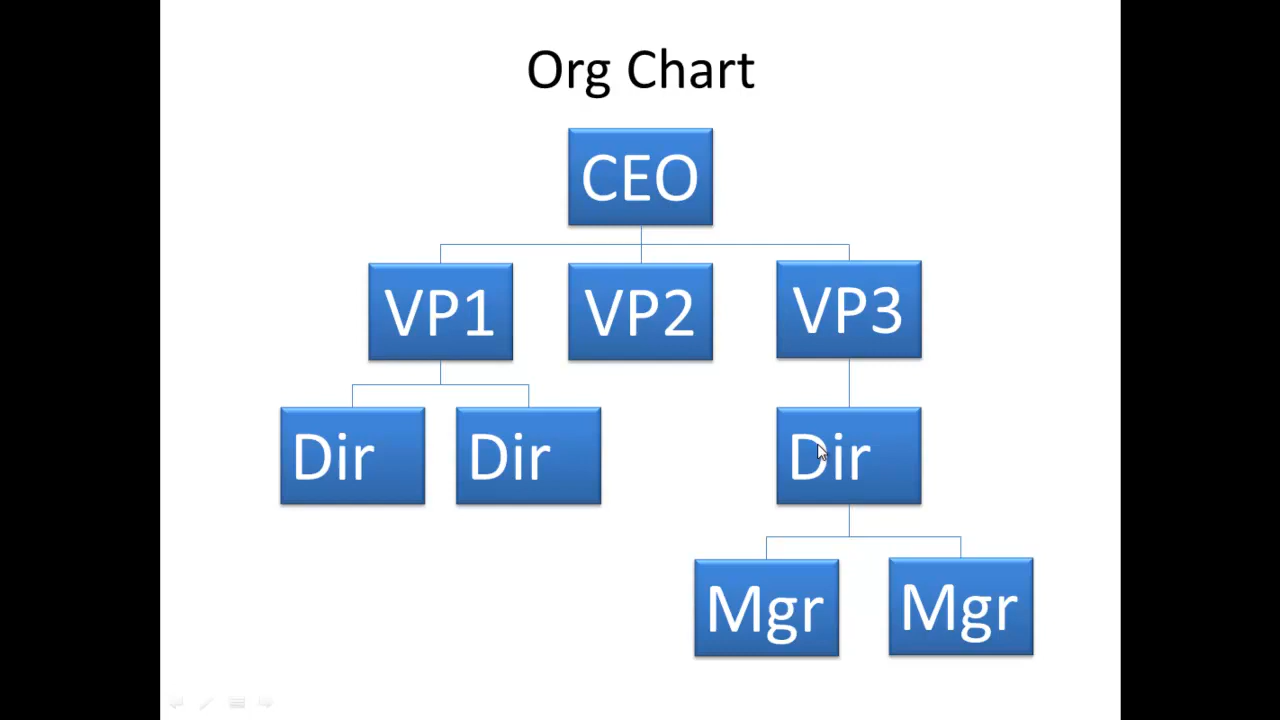 Org Chart
CEO
VP1 VP2 VP3
Dir Dir Dir
Mgr Mgr